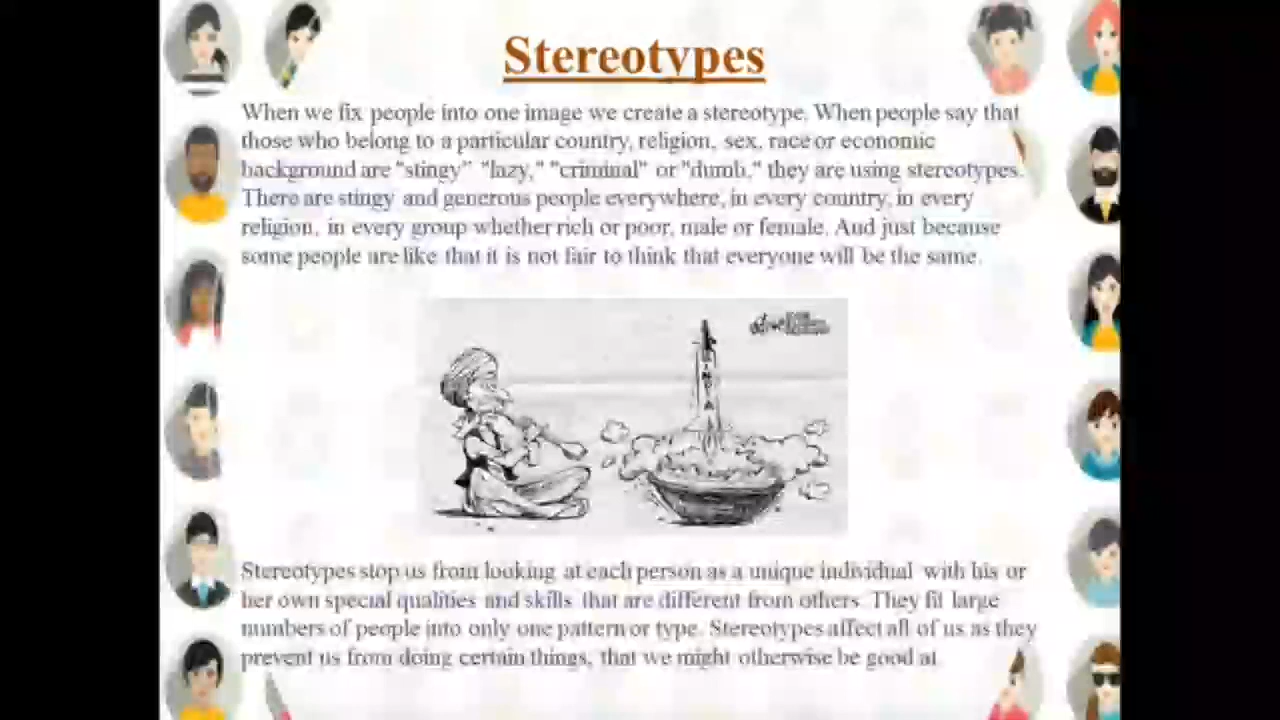 Stereotypes
When we fix people into one image we create a stereotype. When people say that
those who belong to a particular country, religion, sex, race or economic
background are "stingy" "lazy," "criminal" or "dumb," they are using stereotypes.
There are stingy and generous people everywhere, in every country, in every
religion, in every group whether rich or poor, male or female. And just because
some people are like that it is not fair to think that everyone will be the same.
INDIA
Stereotypes stop us from looking at each person as a unique individual with his or
her own special qualities and skills that are different from others. They fit large
numbers of people into only one pattern or type. Stereotypes affect all of us as they
prevent us from doing certain things, that we might otherwise be good at.